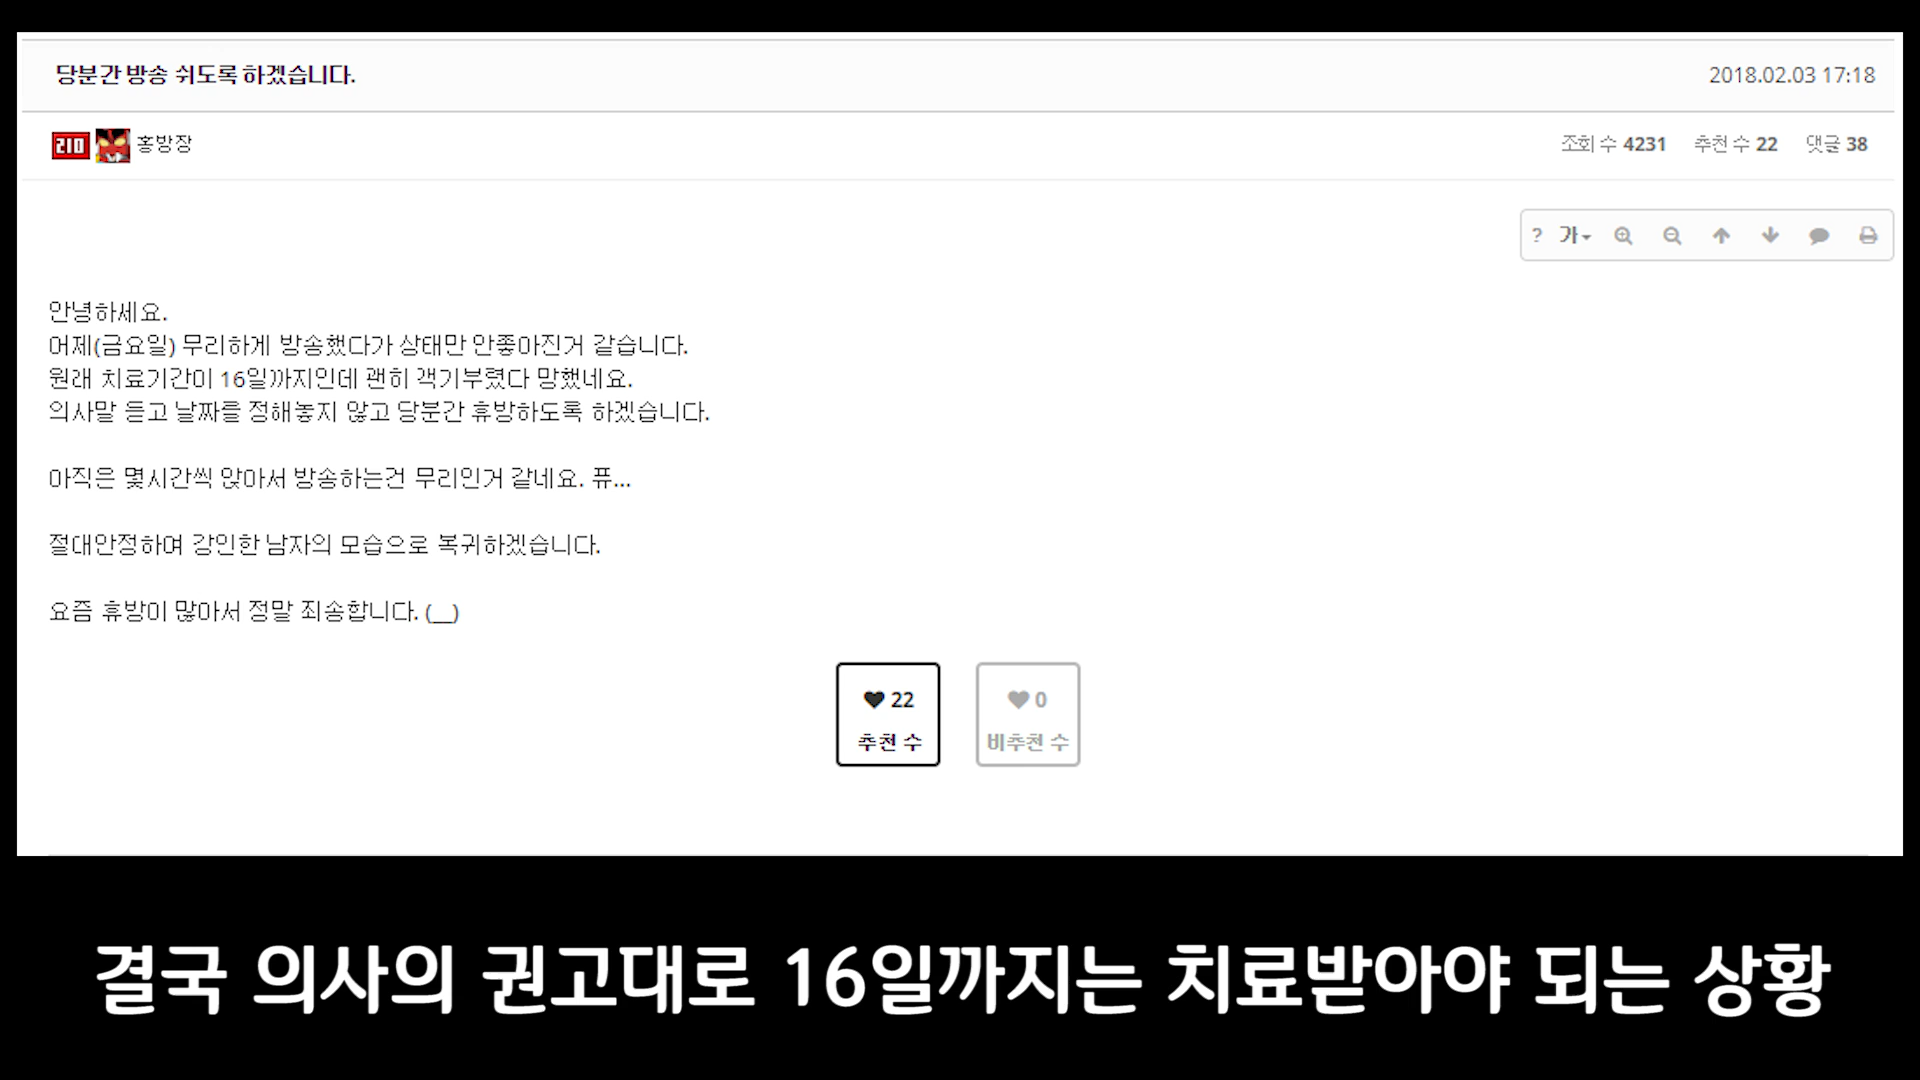 당분간 방송 쉬도록 하겠습니다.
2018.02.03 17:18
210 홍방장
조회 수 4231 추천 수 22 댓글 38
? 가
안녕하세요.
어제(금요일) 무리하게 방송했다가 상태만 안좋아진거 같습니다.
원래 치료기간이 16일까지인데 괜히 객기부렸다 망했네요.
의사말 듣고 날짜를 정해놓지 않고 당분간 휴방하도록 하겠습니다.
아직은 몇시간씩 앉아서 방송하는건 무리인거 같네요. 퓨...
절대안정하여 강인한 남자의 모습으로 복귀하겠습니다.
요즘 휴방이 많아서 정말 죄송합니다. (__)
22
추천 수
0
비추천 수
결국 의사의 권고대로 16일까지는 치료받아야 되는 상황